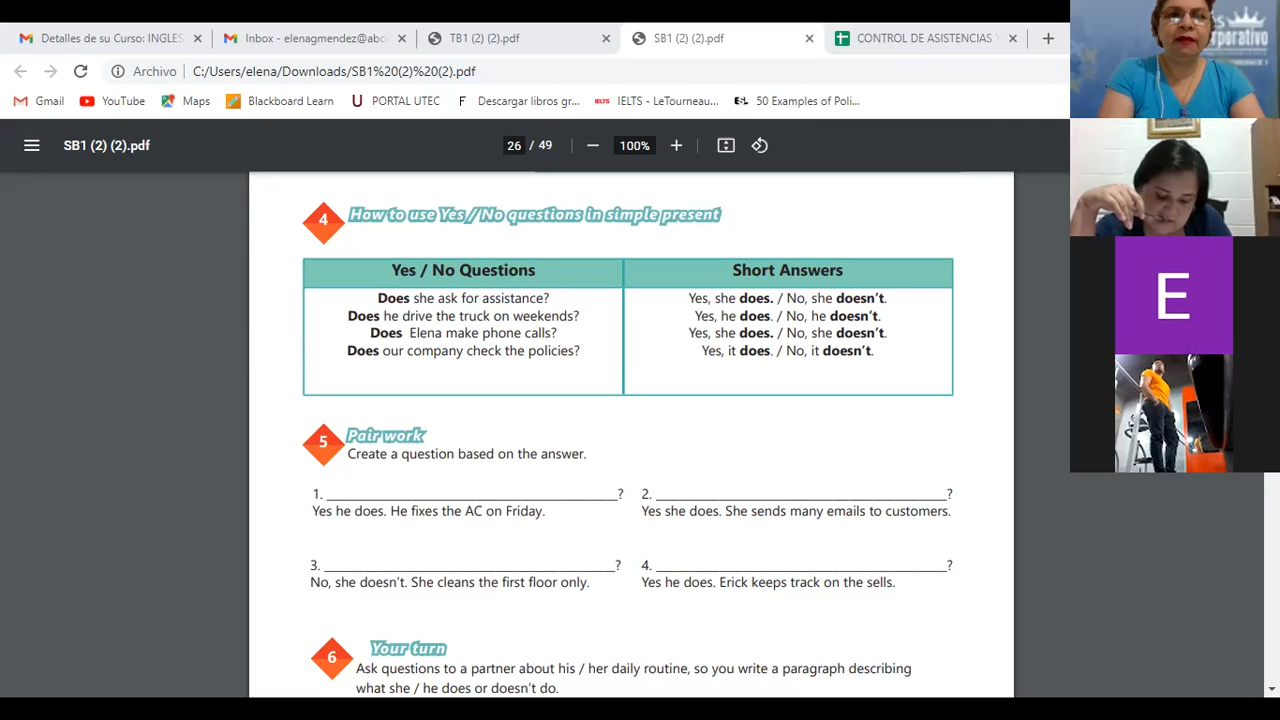 Detalles de su Curso: INGLES
Inbox - elenagmendez@abc
TB1 (2) (2).pdf
SB1 (2) (2).pdf
CONTROL DE ASISTENCIAS Y
Archivo
C:/Users/elena/Downloads/SB1%20(2)%20(2).pdf
Gmail
YouTube
Maps
Blackboard Learn
U PORTAL UTEC
F Descargar libros gr...
IELTS IELTS - LeTourneau...
ESL 50 Examples of Poli...
SB1 (2) (2).pdf
26 / 49
100%
4 How to use Yes / No questions in simple present
Yes / No Questions
Short Answers
Does she ask for assistance?
Yes, she does. / No, she doesn't.
Does he drive the truck on weekends?
Yes, he does. / No, he doesn't.
Does Elena make phone calls?
Yes, she does. / No, she doesn't.
Does our company check the policies?
Yes, it does. / No, it doesn't.
5 Pair work
Create a question based on the answer.
1. ?
Yes he does. He fixes the AC on Friday.
2. ?
Yes she does. She sends many emails to customers.
3. ?
No, she doesn't. She cleans the first floor only.
4. ?
Yes he does. Erick keeps track on the sells.
6 Your turn
Ask questions to a partner about his / her daily routine, so you write a paragraph describing
what she / he does or doesn't do.
E